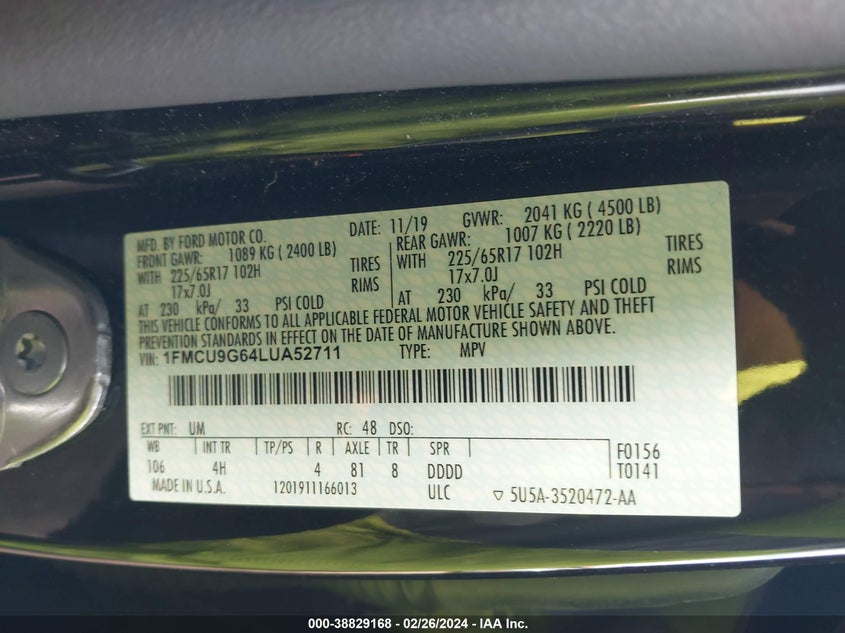 MFD. BY FORD MOTOR CO. DATE: 11/19 GVWR: 2041 KG ( 4500 LB)
FRONT GAWR: 1089 KG ( 2400 LB) REAR GAWR: 1007 KG ( 2220 LB)
WITH 225/65R17 102H TIRES WITH 225/65R17 102H TIRES
17x7.0J RIMS 17x7.0J RIMS
AT 230 kPa/ 33 PSI COLD AT 230 kPa/ 33 PSI COLD
THIS VEHICLE CONFORMS TO ALL APPLICABLE FEDERAL MOTOR VEHICLE SAFETY AND THEFT
PREVENTION STANDARDS IN EFFECT ON THE DATE OF MANUFACTURE SHOWN ABOVE.
VIN: 1FMCU9G64LUA52711 TYPE: MPV
EXT PNT: UM RC: 48 DSO:
WB INT TR TP/PS R AXLE TR SPR F0156
106 4H 4 81 8 DDDD T0141
MADE IN U.S.A. 1201911166013 ULC ▽ 5U5A-3520472-AA
000-38829168 - 02/26/2024 - IAA Inc.